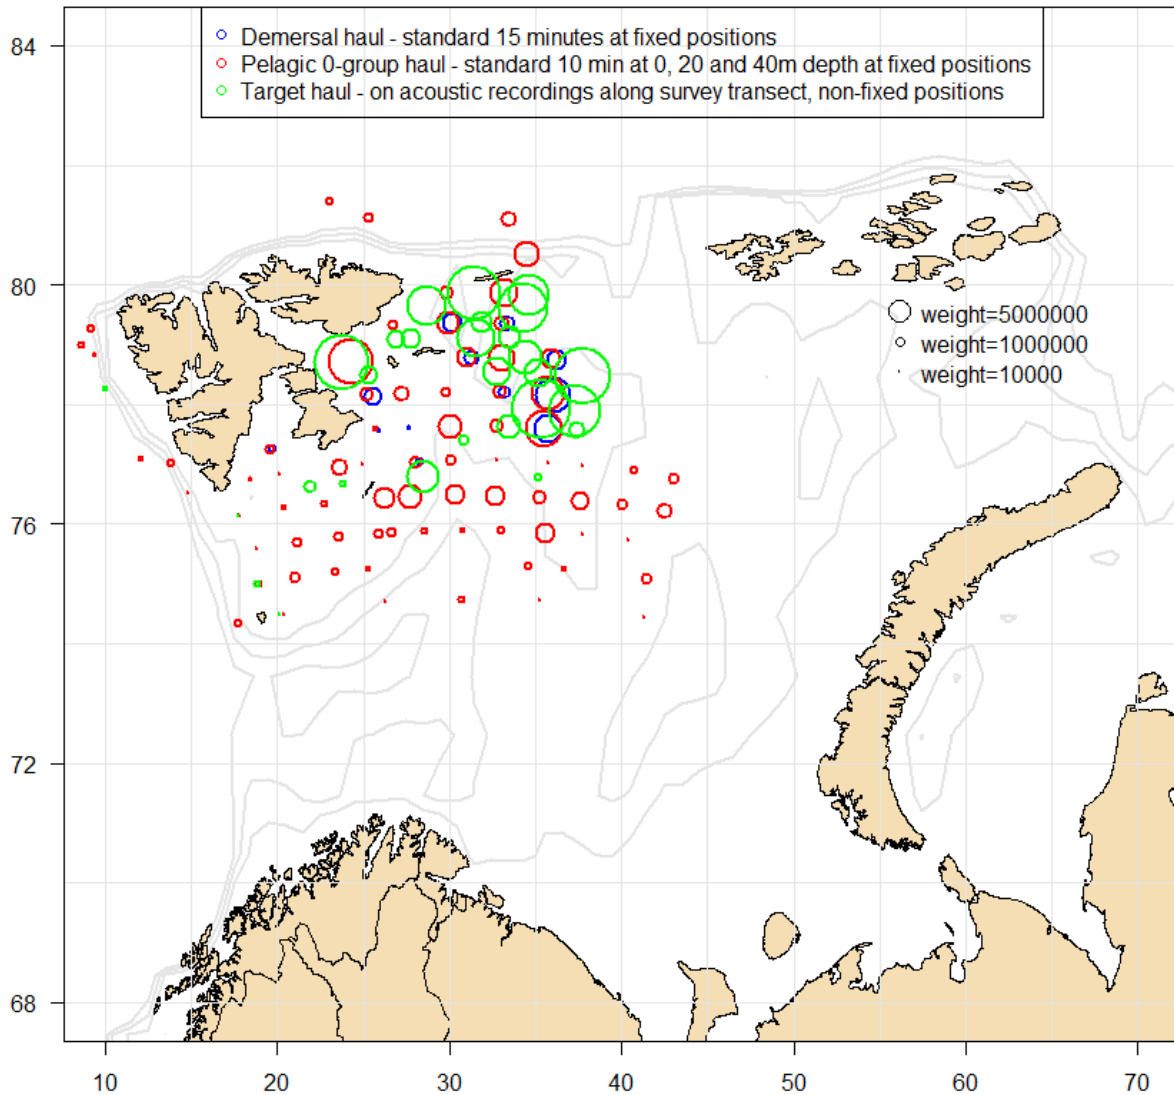 Demersal haul - standard 15 minutes at fixed positions
Pelagic 0-group haul - standard 10 min at 0, 20 and 40m depth at fixed positions
Target haul - on acoustic recordings along survey transect, non-fixed positions
84
80
76
72
68
weight=5000000
weight=1000000
weight=10000
10 20 30 40 50 60 70